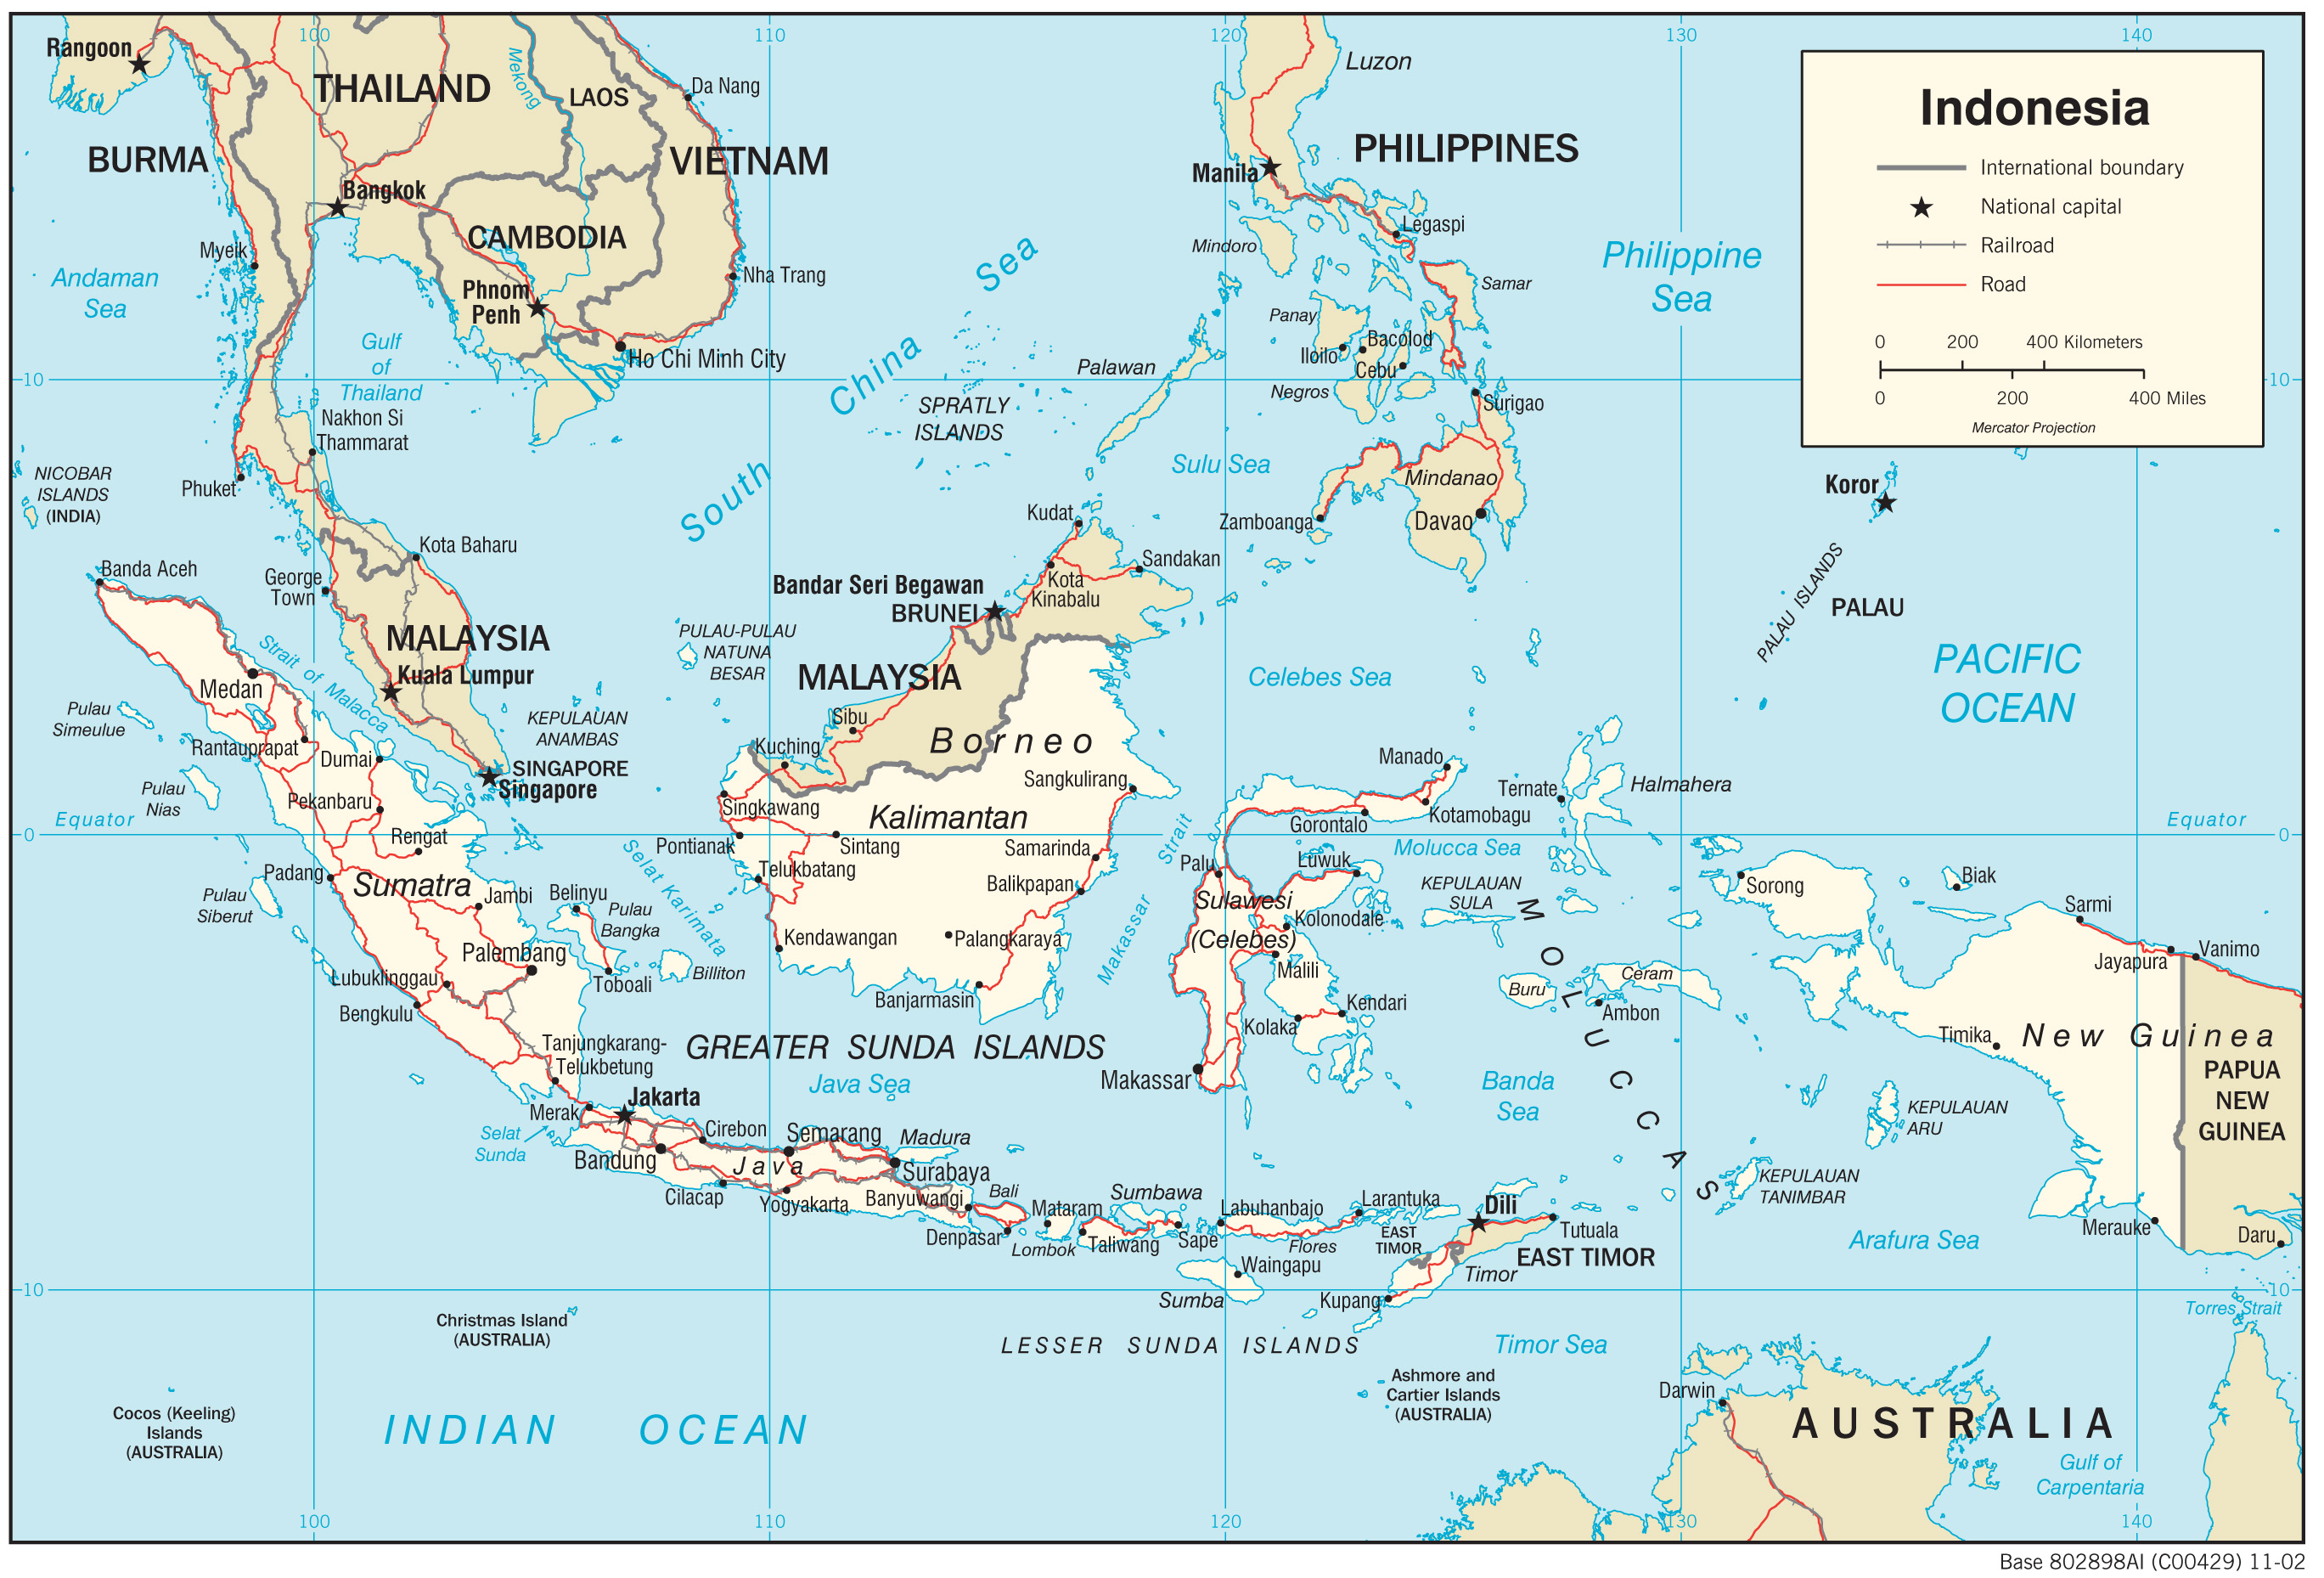 100
110
120
130
140
Rangoon
THAILAND
LAOS
Mekong
Da Nang
Luzon
BURMA
VIETNAM
PHILIPPINES
Manila
Bangkok
CAMBODIA
Legaspi
Mindoro
Myeik
Andaman
Sea
Phnom
Penh
Nha Trang
Philippine
Sea
Samar
Panay
Gulf
of
Thailand
Ho Chi Minh City
South China Sea
Palawan
Iloilo
Bacolod
Cebu
Negros
10
10
Surigao
Nakhon Si
Thammarat
SPRATLY
ISLANDS
Sulu Sea
Mindanao
NICOBAR
ISLANDS
(INDIA)
Phuket
Kudat
Zamboanga
Davao
Indonesia
International boundary
National capital
Railroad
Road
0 200 400 Kilometers
0 200 400 Miles
Mercator Projection
Koror
PALAU ISLANDS
PALAU
Banda Aceh
Kota Baharu
George
Town
Sandakan
Kota
Kinabalu
Bandar Seri Begawan
BRUNEI
MALAYSIA
Kuala Lumpur
Strait of Malacca
PULAU-PULAU
NATUNA
BESAR
MALAYSIA
Celebes Sea
PACIFIC
OCEAN
Medan
Pulau
Simeulue
KEPULAUAN
ANAMBAS
Sibu
Borneo
Rantauprapat
Dumai
Kuching
SINGAPORE
Singapore
Sangkulirang
Manado
Ternate
Halmahera
Pulau
Nias
Pekanbaru
Singkawang
Kalimantan
Gorontalo
Kotamobagu
Equator
Equator
0
0
Rengat
Pontianak
Sintang
Samarinda
Makassar Strait
Molucca Sea
Selat Karimata
Telukbatang
Palu
Luwuk
Padang
Sumatra
Balikpapan
KEPULAUAN
SULA
Sorong
Biak
Pulau
Siberut
Jambi
Belinyu
Pulau
Bangka
Sulawesi
(Celebes)
Kolonodale
MOLUCCAS
Sarmi
Kendawangan
Palangkaraya
Palembang
Malili
Vanimo
Jayapura
Lubuklinggau
Toboali
Billiton
Buru
Ceram
Bengkulu
Banjarmasin
Kendari
Ambon
Kolaka
Tanjungkarang-
Telukbetung
GREATER SUNDA ISLANDS
Timika
New Guinea
PAPUA
NEW
GUINEA
Java Sea
Makassar
Banda
Sea
Jakarta
Merak
KEPULAUAN
ARU
Selat
Sunda
Cirebon
Semarang
Madura
Bandung
Java
Surabaya
Cilacap
Yogyakarta
Banyuwangi
Bali
Mataram
Sumbawa
Labuhanbajo
Larantuka
Dili
KEPULAUAN
TANIMBAR
Denpasar
Lombok
Taliwang
Sape
Flores
EAST
TIMOR
Tutuala
EAST TIMOR
Arafura Sea
Merauke
Daru
Waingapu
Timor
Sumba
Kupang
10
10
Torres Strait
Christmas Island
(AUSTRALIA)
LESSER SUNDA ISLANDS
Timor Sea
Ashmore and
Cartier Islands
(AUSTRALIA)
Darwin
Cocos (Keeling)
Islands
(AUSTRALIA)
INDIAN OCEAN
AUSTRALIA
Gulf of
Carpentaria
100
110
120
130
140
Base 802898AI (C00429) 11-02